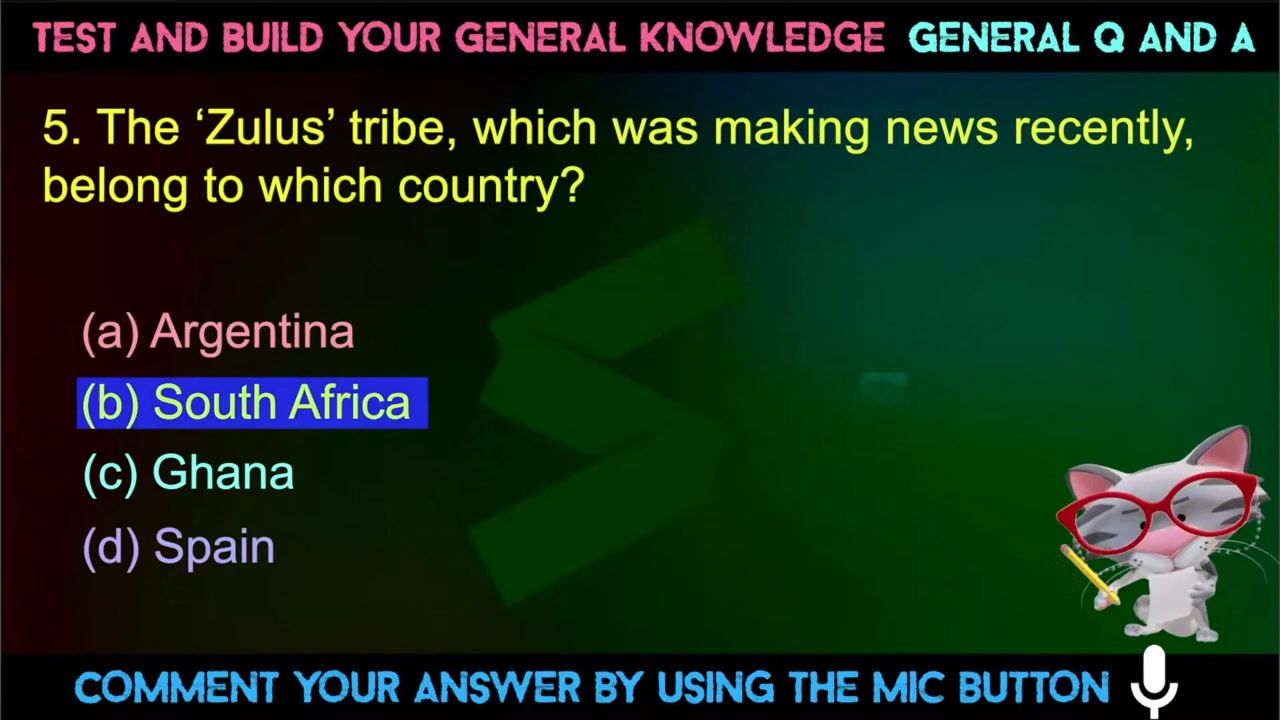 TEST AND BUILD YOUR GENERAL KNOWLEDGE GENERAL Q AND A
5. The ‘Zulus’ tribe, which was making news recently,
belong to which country?
(a) Argentina
(b) South Africa
(c) Ghana
(d) Spain
COMMENT YOUR ANSWER BY USING THE MIC BUTTON